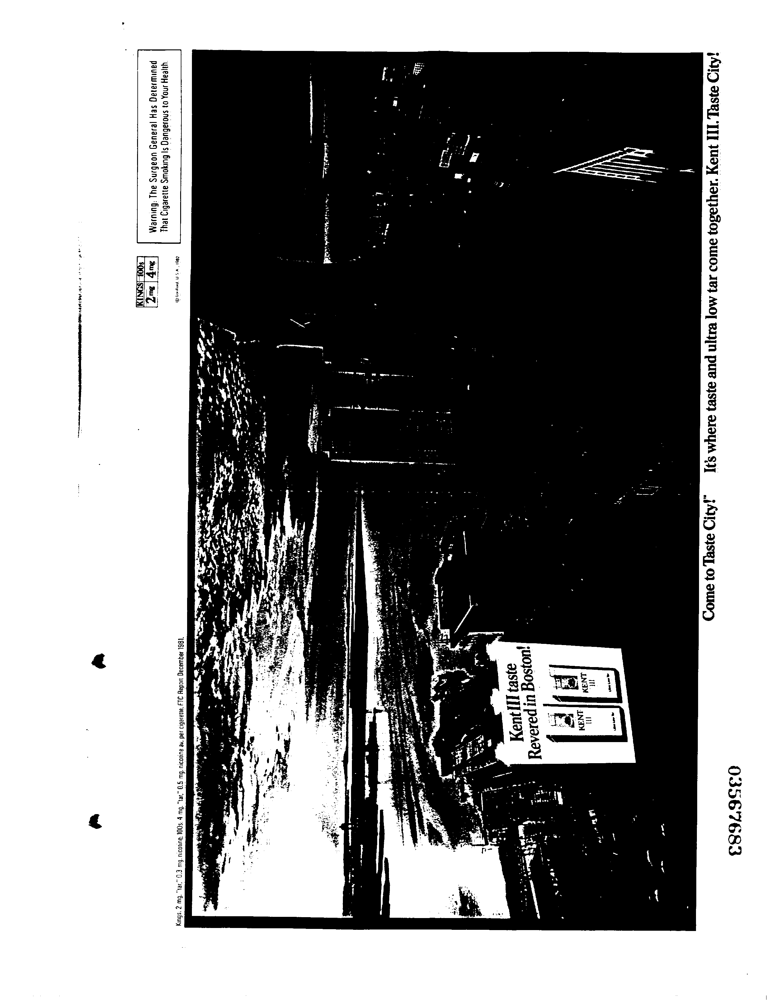 Kings: 2 mg. "tar," 0.3 mg. nicotine; 100's: 4 mg. "tar," 0.5 mg. nicotine av. per cigarette, FTC Report December 1981.
KINGS 100's
2 mg 4 mg
Warning: The Surgeon General Has Determined
That Cigarette Smoking Is Dangerous to Your Health
Kent III taste
Revered in Boston!
KENT
III
KENT
III
Come to Taste City!" It's where taste and ultra low tar come together. Kent III. Taste City!
03567683